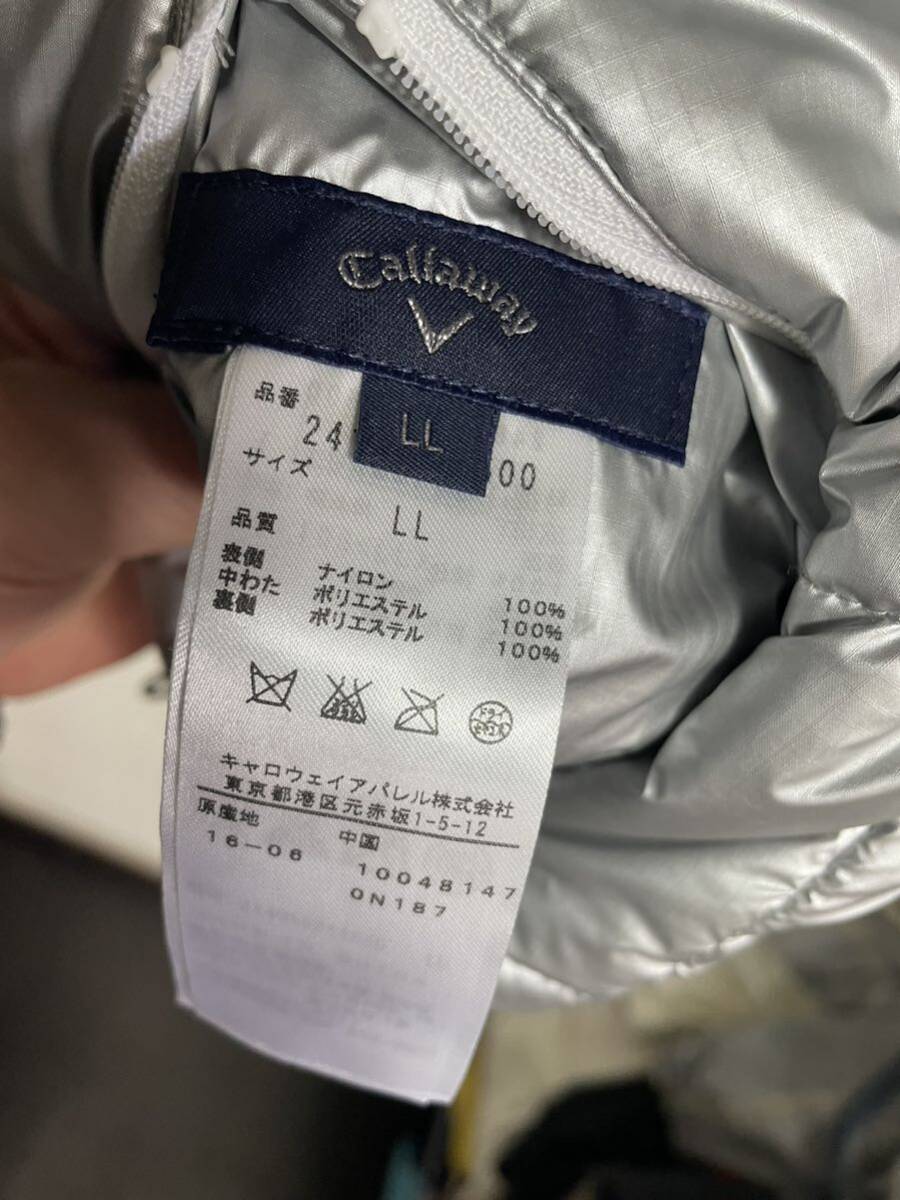 Callaway
LL
品番
24 00
サイズ
LL
品質
表側 ナイロン 100%
中わた ポリエステル 100%
裏側 ポリエステル 100%
ドライ
キャロウェイアパレル株式会社
東京都港区元赤坂1-5-12
原産地 中国
16-06 10048147
0N187